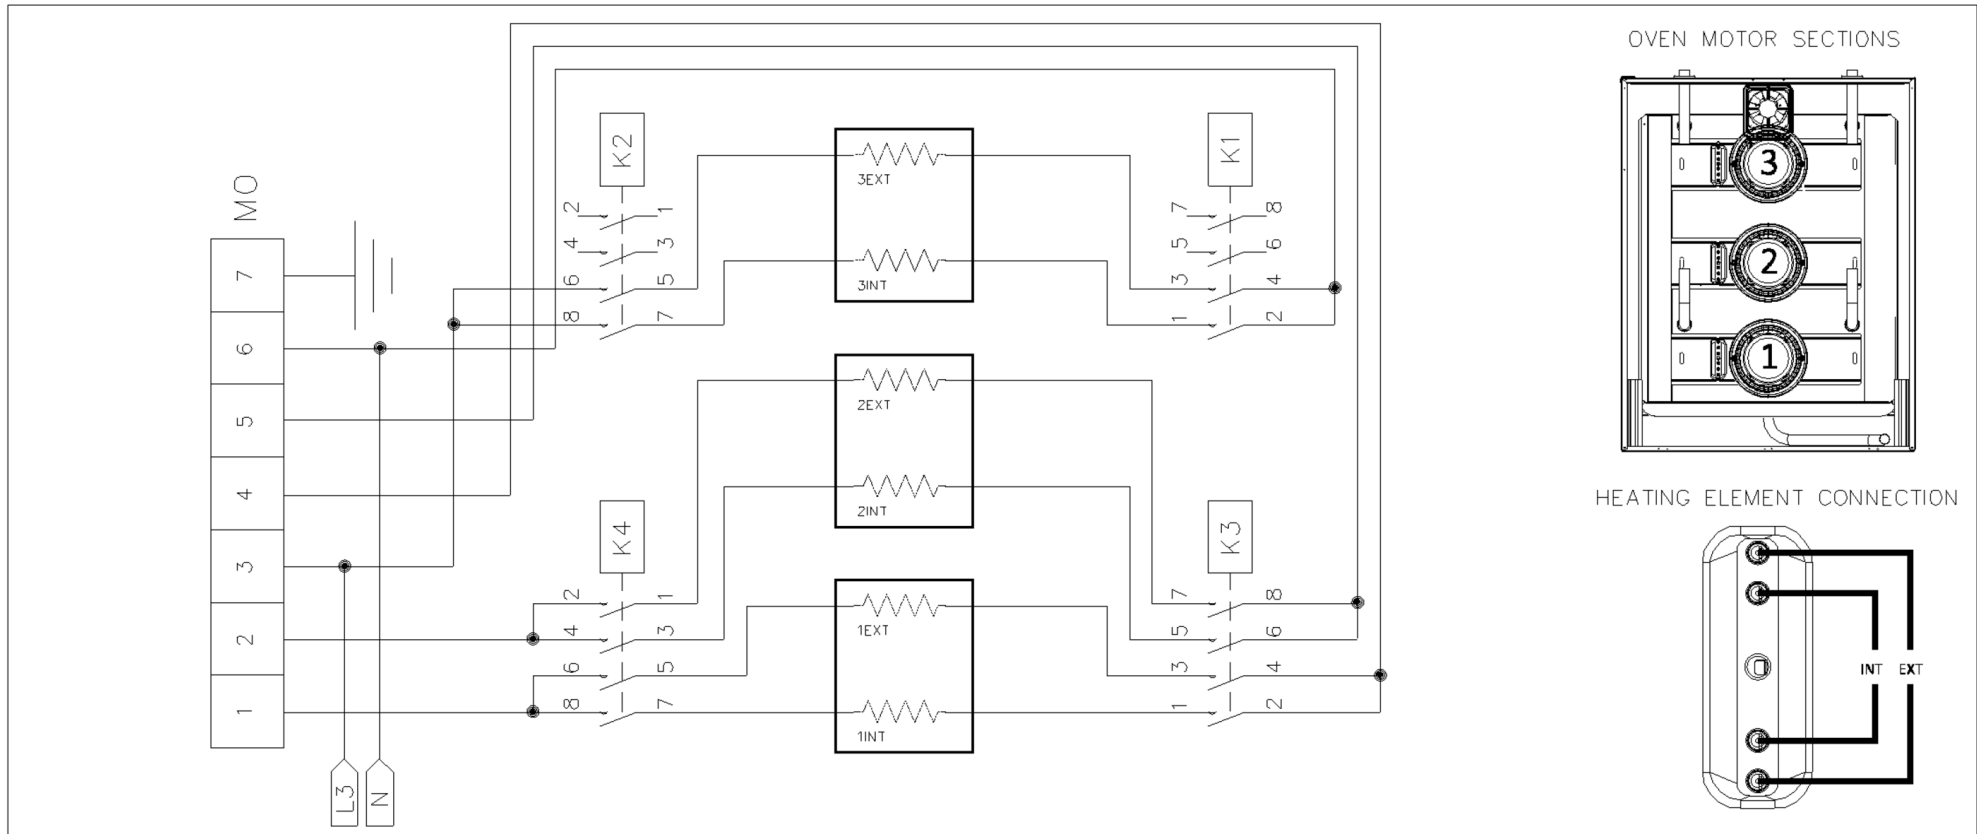 OVEN MOTOR SECTIONS
3
2
1
HEATING ELEMENT CONNECTION
INT EXT
MO
7
6
5
4
3
2
1
L3
N
K2
2 1
4 3
6 5
8 7
3EXT
3INT
K1
7 8
5 6
3 4
1 2
2EXT
2INT
K4
2 1
4 3
6 5
8 7
1EXT
1INT
K3
7 8
5 6
3 4
1 2